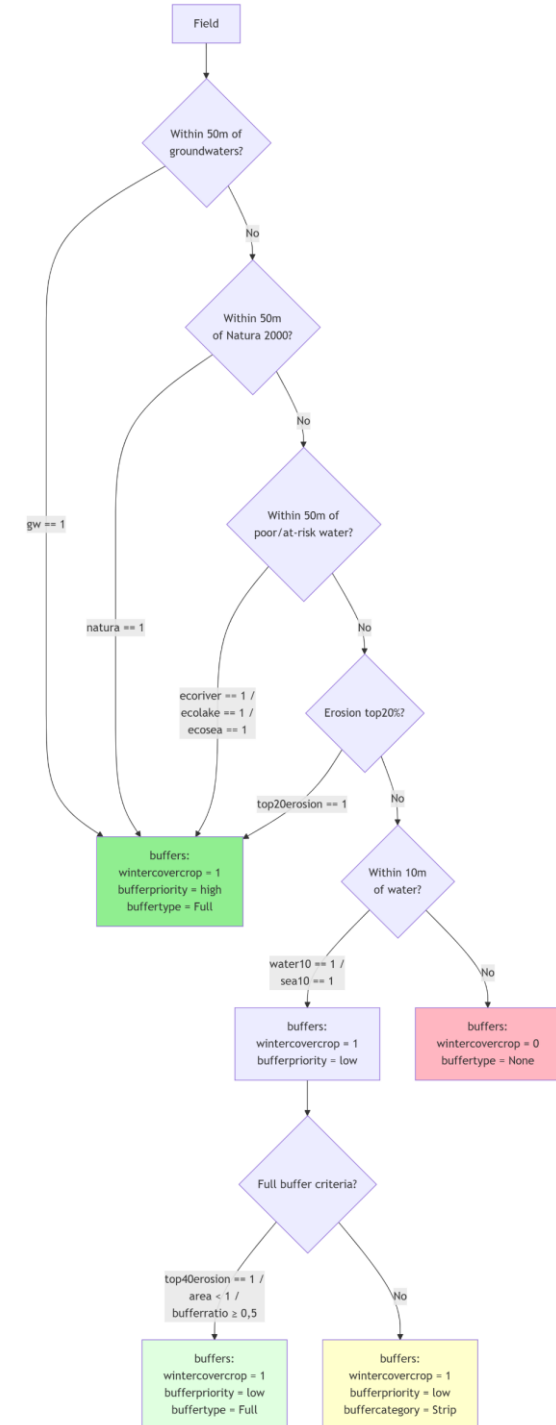 Field
Within 50m of
groundwaters?
No
Within 50m
of Natura 2000?
No
Within 50m of
poor/at-risk water?
gw == 1
natura == 1
No
ecoriver == 1 /
ecolake == 1 /
ecosea == 1
Erosion top20%?
top20erosion == 1
No
buffers:
wintercovercrop = 1
bufferpriority = high
buffertype = Full
Within 10m
of water?
water10 == 1 /
sea10 == 1
No
buffers:
wintercovercrop = 1
bufferpriority = low
buffers:
wintercovercrop = 0
buffertype = None
Full buffer criteria?
top40erosion == 1 /
area < 1 /
bufferratio ≥ 0,5
No
buffers:
wintercovercrop = 1
bufferpriority = low
buffertype = Full
buffers:
wintercovercrop = 1
bufferpriority = low
buffercategory = Strip